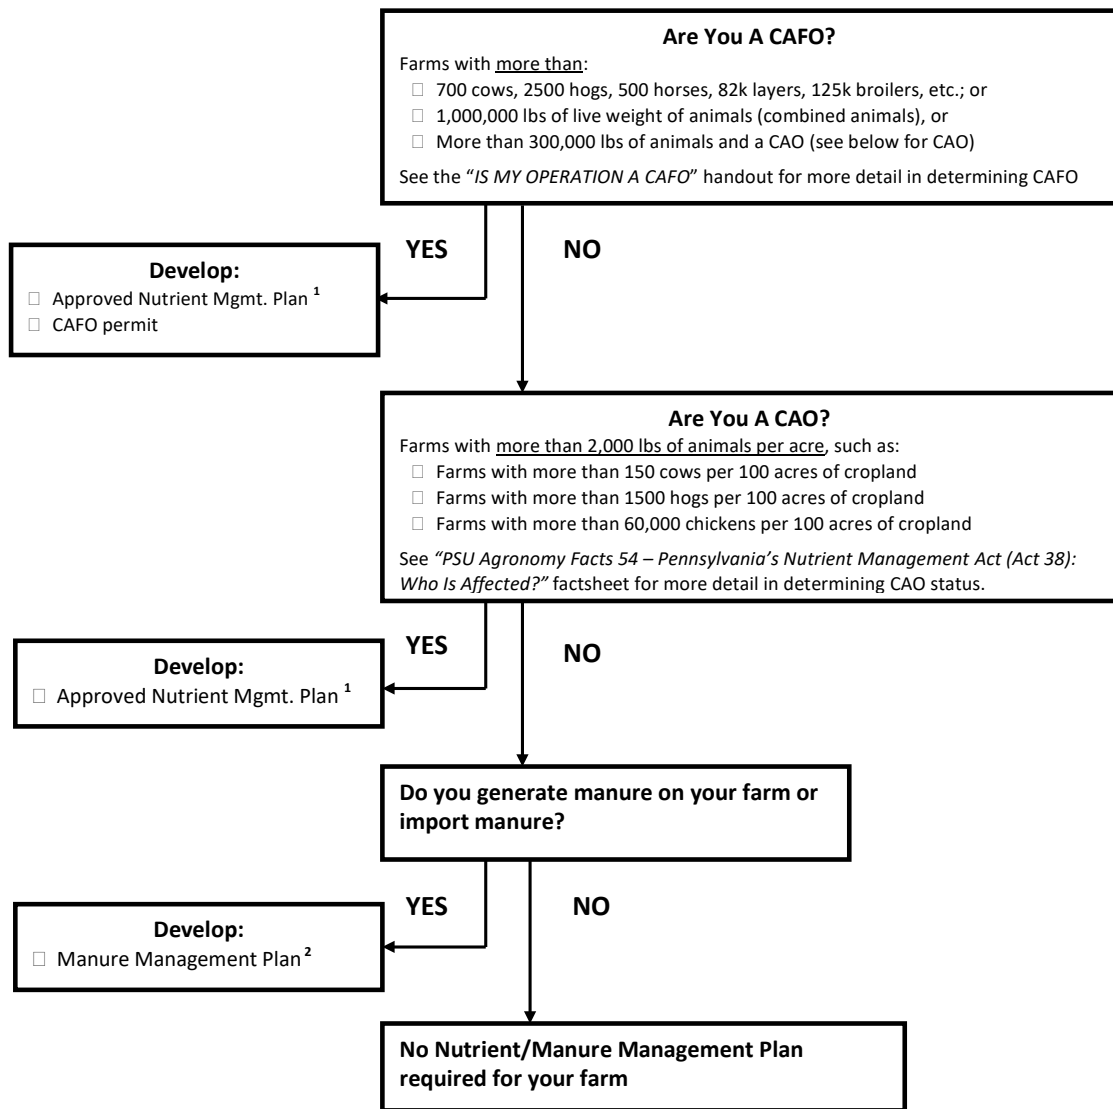 Are You A CAFO?
Farms with more than:
□ 700 cows, 2500 hogs, 500 horses, 82k layers, 125k broilers, etc.; or
□ 1,000,000 lbs of live weight of animals (combined animals), or
□ More than 300,000 lbs of animals and a CAO (see below for CAO)
See the “IS MY OPERATION A CAFO” handout for more detail in determining CAFO
YES
NO
Develop:
□ Approved Nutrient Mgmt. Plan 1
□ CAFO permit
Are You A CAO?
Farms with more than 2,000 lbs of animals per acre, such as:
□ Farms with more than 150 cows per 100 acres of cropland
□ Farms with more than 1500 hogs per 100 acres of cropland
□ Farms with more than 60,000 chickens per 100 acres of cropland
See “PSU Agronomy Facts 54 – Pennsylvania’s Nutrient Management Act (Act 38):
Who Is Affected?” factsheet for more detail in determining CAO status.
YES
NO
Develop:
□ Approved Nutrient Mgmt. Plan 1
Do you generate manure on your farm or
import manure?
YES
NO
Develop:
□ Manure Management Plan 2
No Nutrient/Manure Management Plan
required for your farm